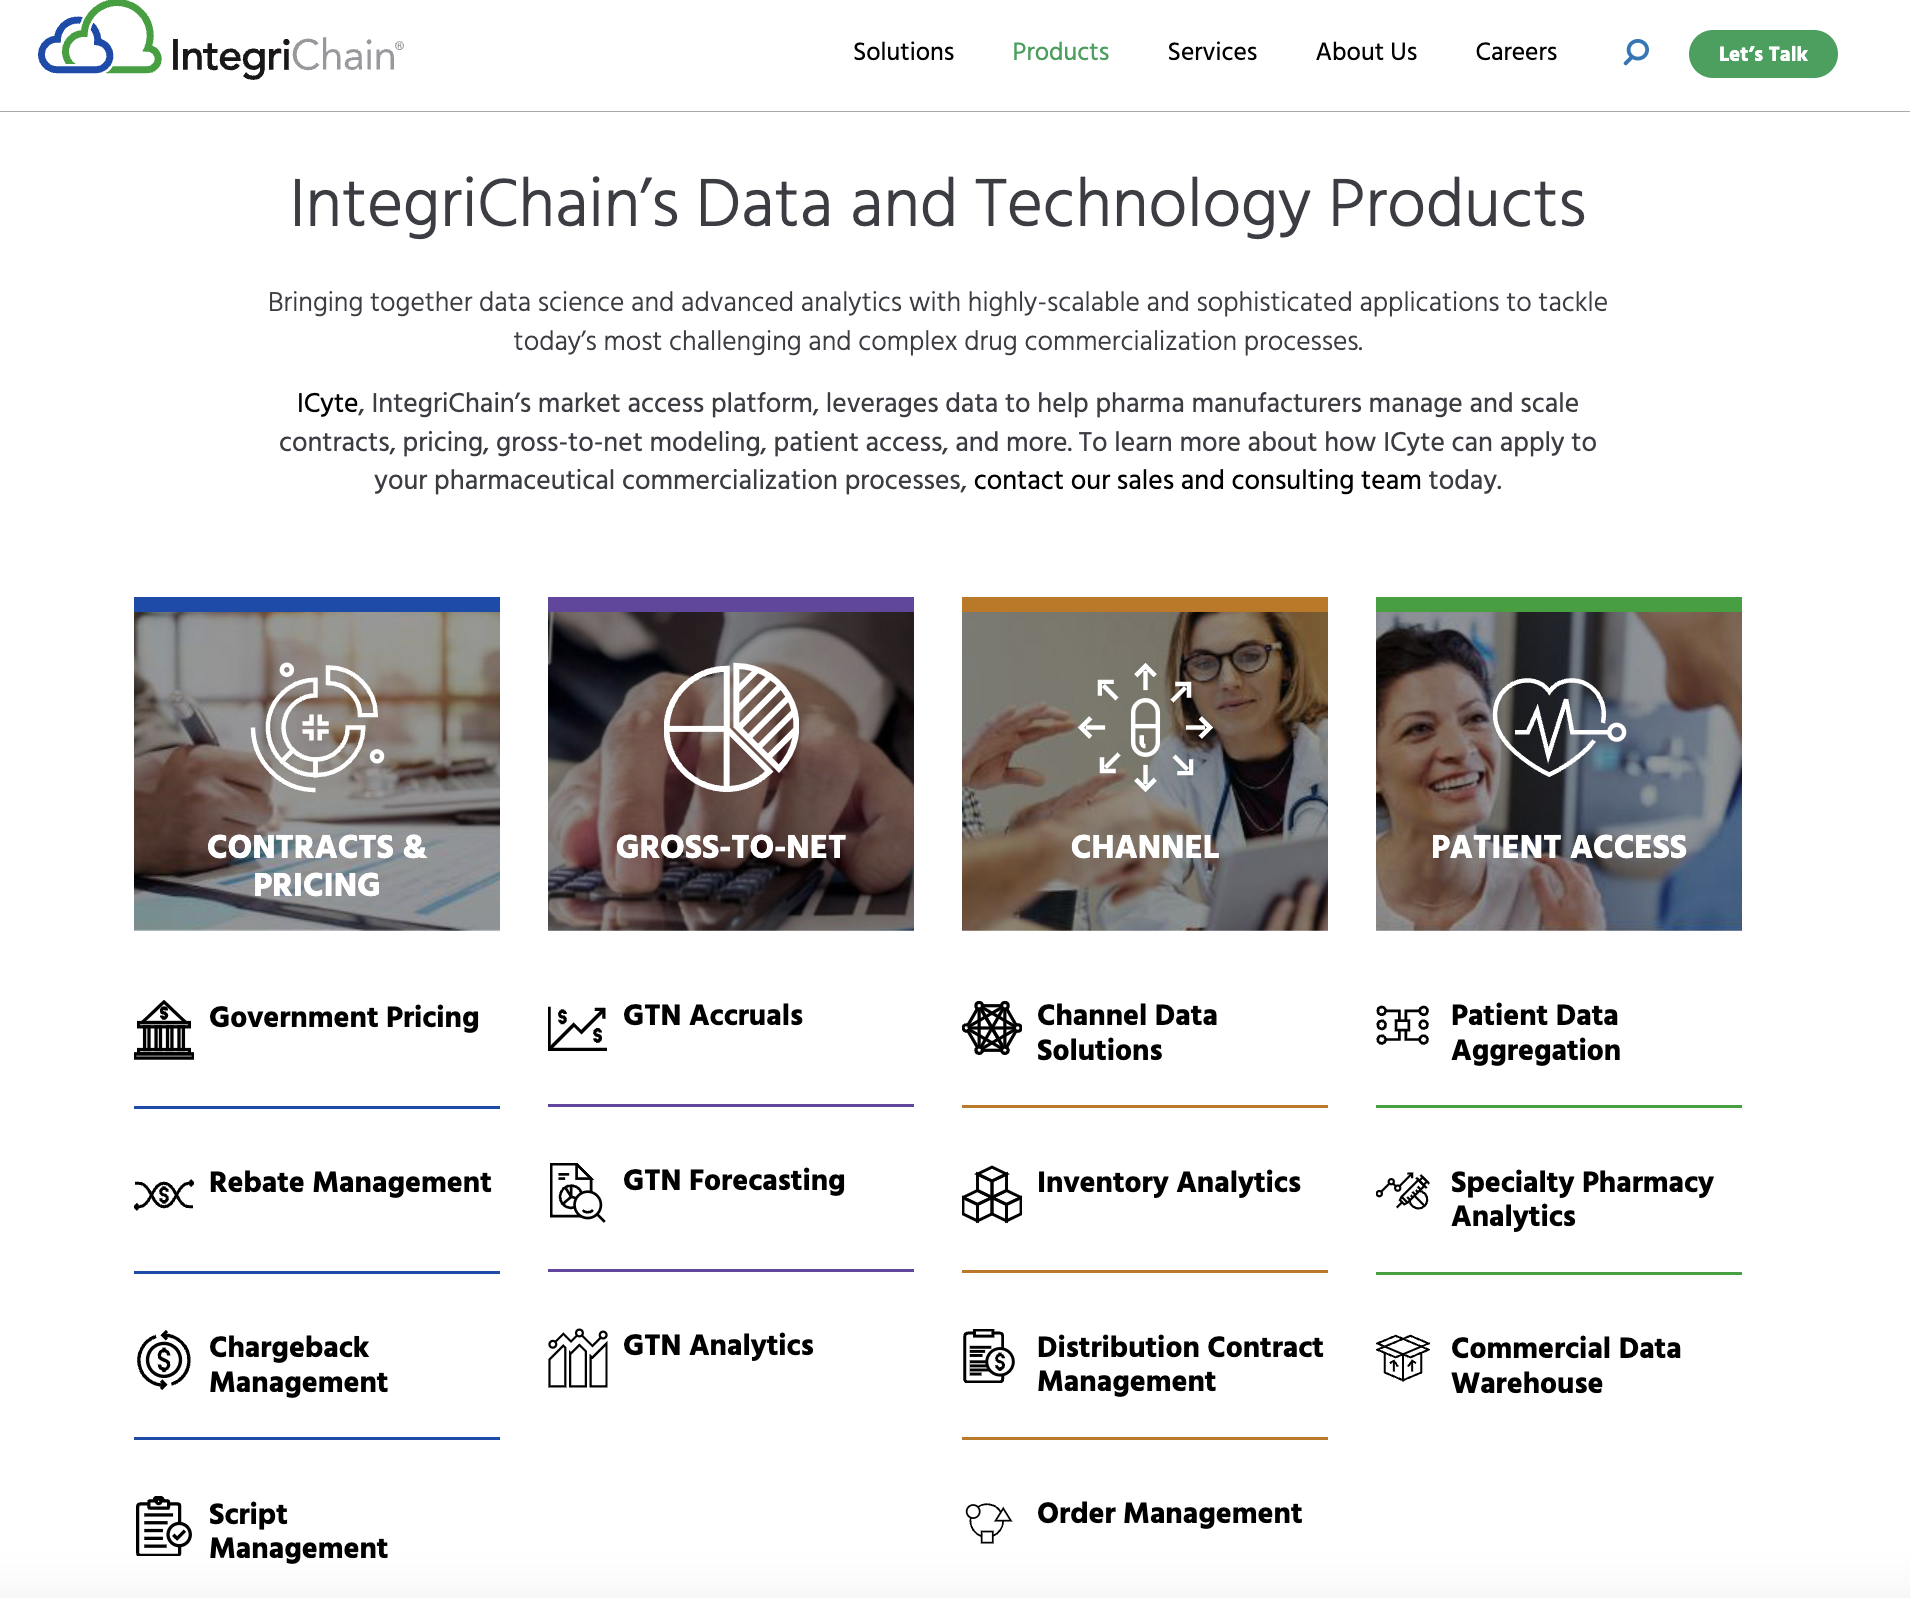 IntegriChain®
Solutions
Products
Services
About Us
Careers
Let's Talk
IntegriChain's Data and Technology Products
Bringing together data science and advanced analytics with highly-scalable and sophisticated applications to tackle
today's most challenging and complex drug commercialization processes.
ICyte, IntegriChain's market access platform, leverages data to help pharma manufacturers manage and scale
contracts, pricing, gross-to-net modeling, patient access, and more. To learn more about how ICyte can apply to
your pharmaceutical commercialization processes, contact our sales and consulting team today.
CONTRACTS &
PRICING
Government Pricing
Rebate Management
Chargeback
Management
Script
Management
GROSS-TO-NET
GTN Accruals
GTN Forecasting
GTN Analytics
CHANNEL
Channel Data
Solutions
Inventory Analytics
Distribution Contract
Management
Order Management
PATIENT ACCESS
Patient Data
Aggregation
Specialty Pharmacy
Analytics
Commercial Data
Warehouse